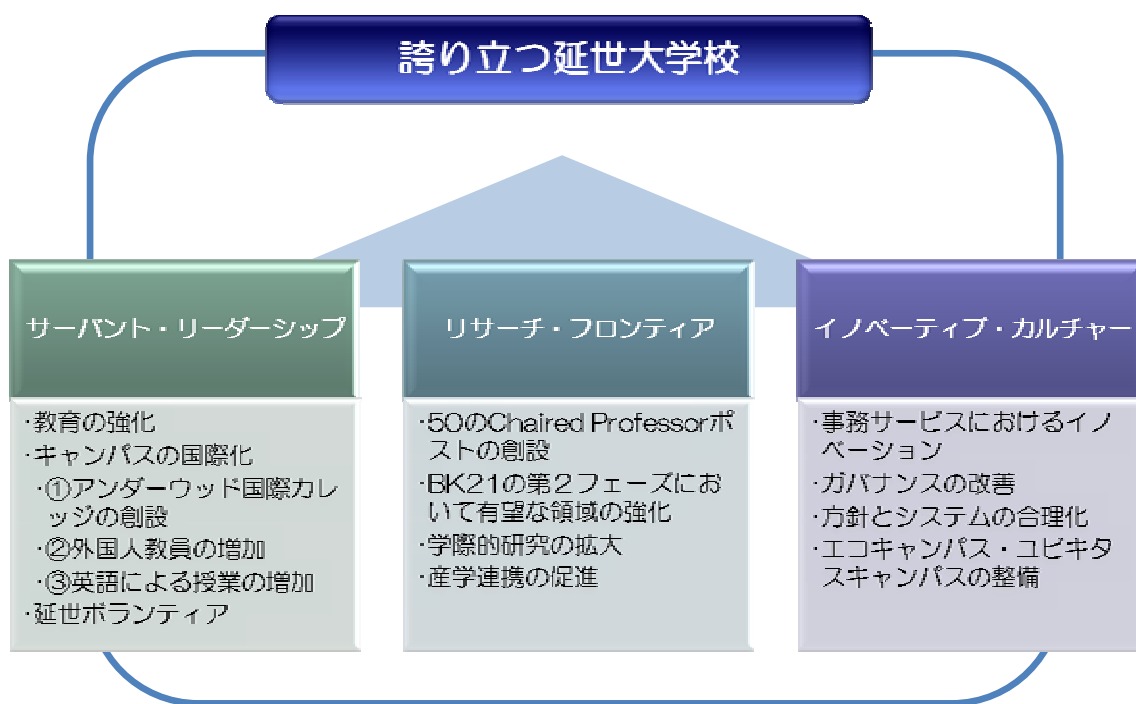 誇り立つ延世大学校
サーバント・リーダーシップ
・教育の強化
・キャンパスの国際化
・①アンダーウッド国際カレ
ッジの創設
・②外国人教員の増加
・③英語による授業の増加
・延世ボランティア
リサーチ・フロンティア
・50のChaired Professorポ
ストの創設
・BK21の第2フェーズにお
いて有望な領域の強化
・学際的研究の拡大
・産学連携の促進
イノベーティブ・カルチャー
・事務サービスにおけるイノ
ベーション
・ガバナンスの改善
・方針とシステムの合理化
・エコキャンパス・ユビキタ
スキャンパスの整備